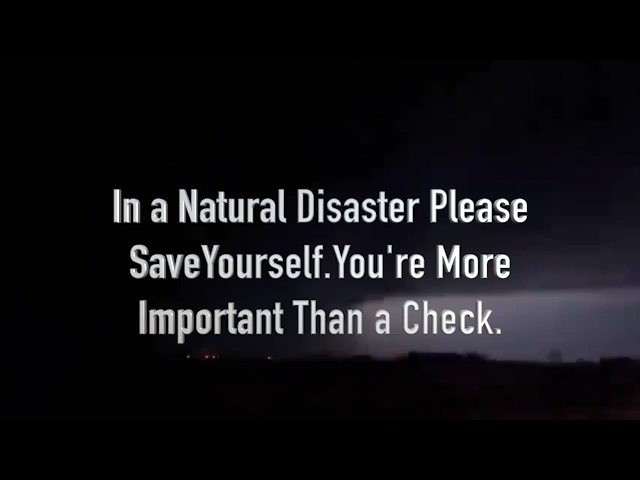 In a Natural Disaster Please
SaveYourself.You're More
Important Than a Check.